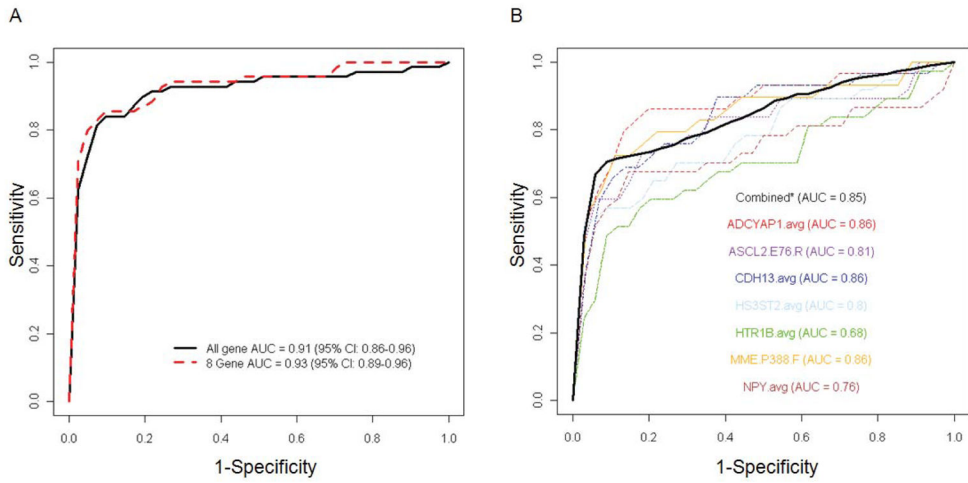 A
Sensitivity
1.0
0.8
0.6
0.4
0.2
0.0
All gene AUC = 0.91 (95% CI: 0.86-0.96)
8 Gene AUC = 0.93 (95% CI: 0.89-0.96)
0.0 0.2 0.4 0.6 0.8 1.0
1-Specificity
B
Sensitivity
1.0
0.8
0.6
0.4
0.2
0.0
Combined* (AUC = 0.85)
ADCYAP1.avg (AUC = 0.86)
ASCL2.E76.R (AUC = 0.81)
CDH13.avg (AUC = 0.86)
HS3ST2.avg (AUC = 0.8)
HTR1B.avg (AUC = 0.68)
MME.P388.F (AUC = 0.86)
NPY.avg (AUC = 0.76)
0.0 0.2 0.4 0.6 0.8 1.0
1-Specificity